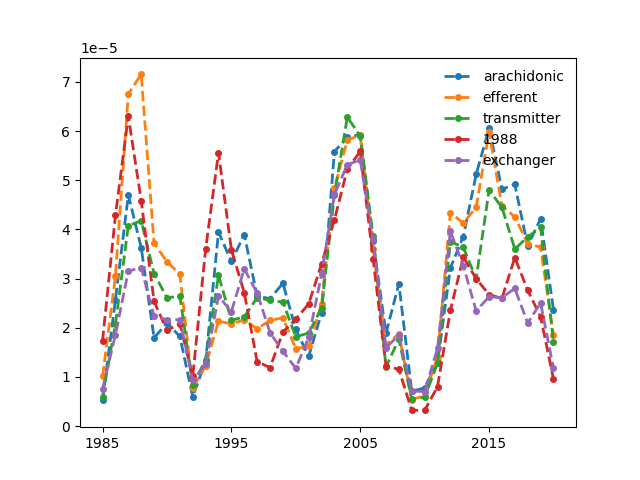 1e−5
7
6
5
4
3
2
1
0
1985
1995
2005
2015
arachidonic
efferent
transmitter
1988
exchanger